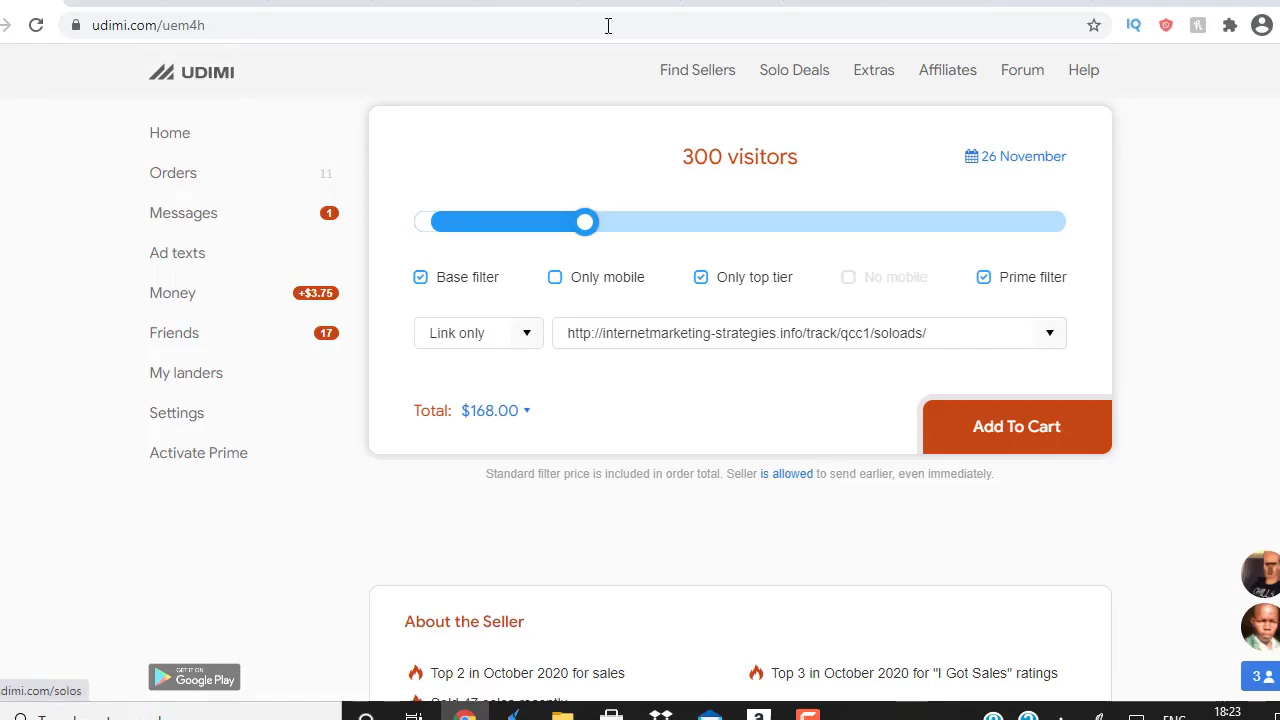 udimi.com/uem4h
IQ
UDIMI
Find Sellers
Solo Deals
Extras
Affiliates
Forum
Help
Home
Orders 11
Messages 1
Ad texts
Money +$3.75
Friends 17
My landers
Settings
Activate Prime
300 visitors
26 November
Base filter
Only mobile
Only top tier
No mobile
Prime filter
Link only
http://internetmarketing-strategies.info/track/qcc1/soloads/
Total: $168.00
Add To Cart
Standard filter price is included in order total. Seller is allowed to send earlier, even immediately.
About the Seller
Top 2 in October 2020 for sales
Top 3 in October 2020 for "I Got Sales" ratings
GET IT ON
Google Play
3
dimi.com/solos
18:23
ENG